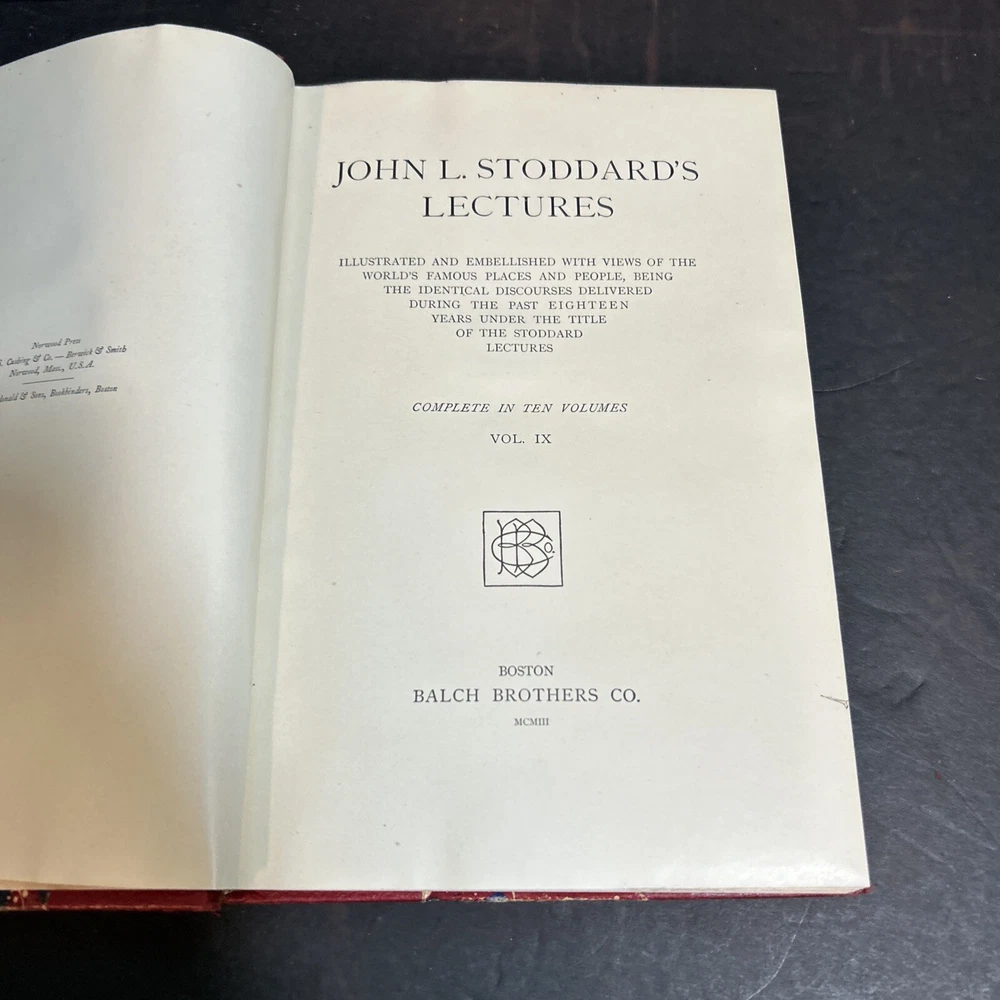 Norwood Press
Cushing & Co. — Berwick & Smith
Norwood, Mass., U.S.A.
& Sons, Bookbinders, Boston
JOHN L. STODDARD'S
LECTURES
ILLUSTRATED AND EMBELLISHED WITH VIEWS OF THE
WORLD'S FAMOUS PLACES AND PEOPLE, BEING
THE IDENTICAL DISCOURSES DELIVERED
DURING THE PAST EIGHTEEN
YEARS UNDER THE TITLE
OF THE STODDARD
LECTURES
COMPLETE IN TEN VOLUMES
VOL. IX
BOSTON
BALCH BROTHERS CO.
MCMIII